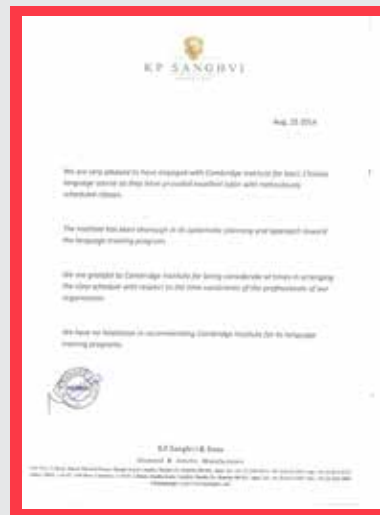 KP SANGHVI
Aug, 25 2014
We are very pleased to have engaged with Cambridge Institute for basic Chinese
language course as they have provided excellent tutor with meticulously
scheduled classes.
The institute has been thorough in its systematic planning and approach toward
the language training program.
We are grateful to Cambridge Institute for being considerate at times in arranging
the class schedule with respect to the time constraints of the professionals of our
organization.
We have no hesitation in recommending Cambridge Institute for its language
training programs.
KP Sanghvi & Sons
Diamond & Jewelry Manufacturers